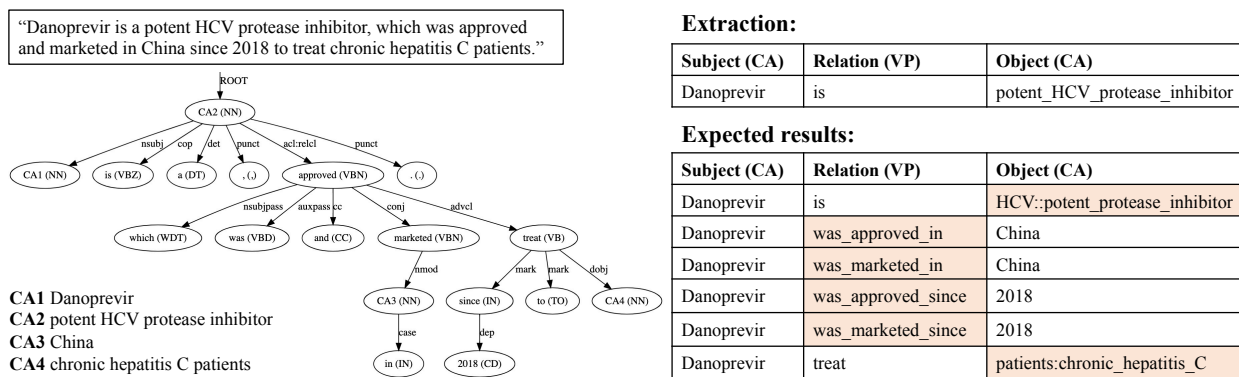 “Danoprevir is a potent HCV protease inhibitor, which was approved
and marketed in China since 2018 to treat chronic hepatitis C patients.”
ROOT
CA2 (NN)
nsubj cop det punct acl:relcl punct
CA1 (NN) is (VBZ) a (DT) , (,) approved (VBN) . (.)
nsubjpass auxpass cc conj advcl
which (WDT) was (VBD) and (CC) marketed (VBN) treat (VB)
nmod mark mark dobj
CA3 (NN) since (IN) to (TO) CA4 (NN)
case dep
in (IN) 2018 (CD)
CA1 Danoprevir
CA2 potent HCV protease inhibitor
CA3 China
CA4 chronic hepatitis C patients
Extraction:
Subject (CA) Relation (VP) Object (CA)
Danoprevir is potent_HCV_protease_inhibitor
Expected results:
Subject (CA) Relation (VP) Object (CA)
Danoprevir is HCV::potent_protease_inhibitor
Danoprevir was_approved_in China
Danoprevir was_marketed_in China
Danoprevir was_approved_since 2018
Danoprevir was_marketed_since 2018
Danoprevir treat patients:chronic_hepatitis_C